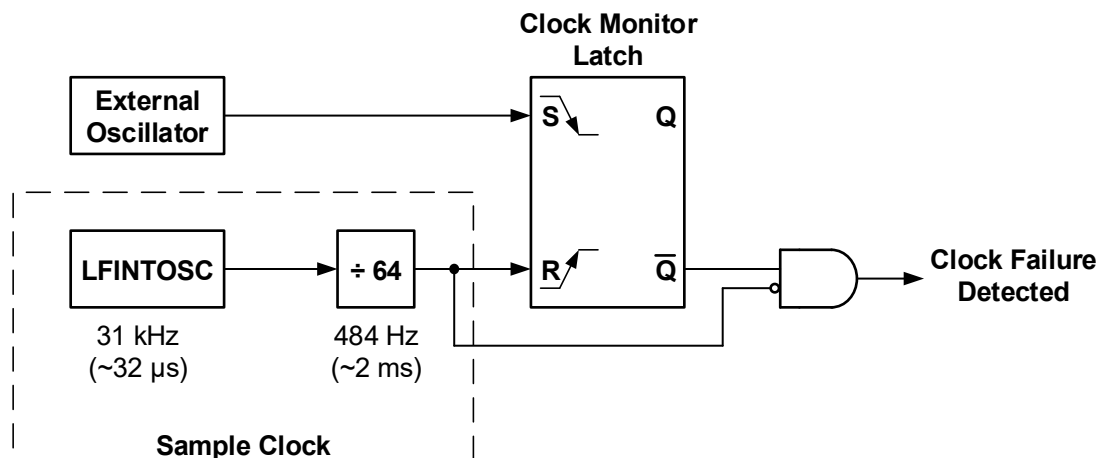 Clock Monitor
Latch
External
Oscillator
S
Q
LFINTOSC
÷ 64
R
Q̅
Clock Failure
Detected
31 kHz
(~32 µs)
484 Hz
(~2 ms)
Sample Clock